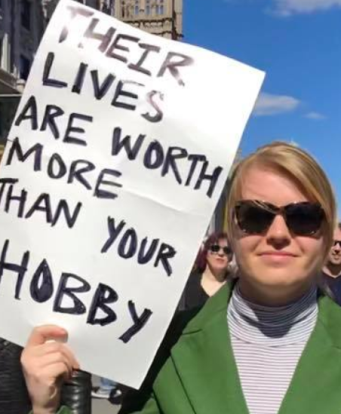 THEIR
LIVES
ARE WORTH
MORE
THAN YOUR
HOBBY